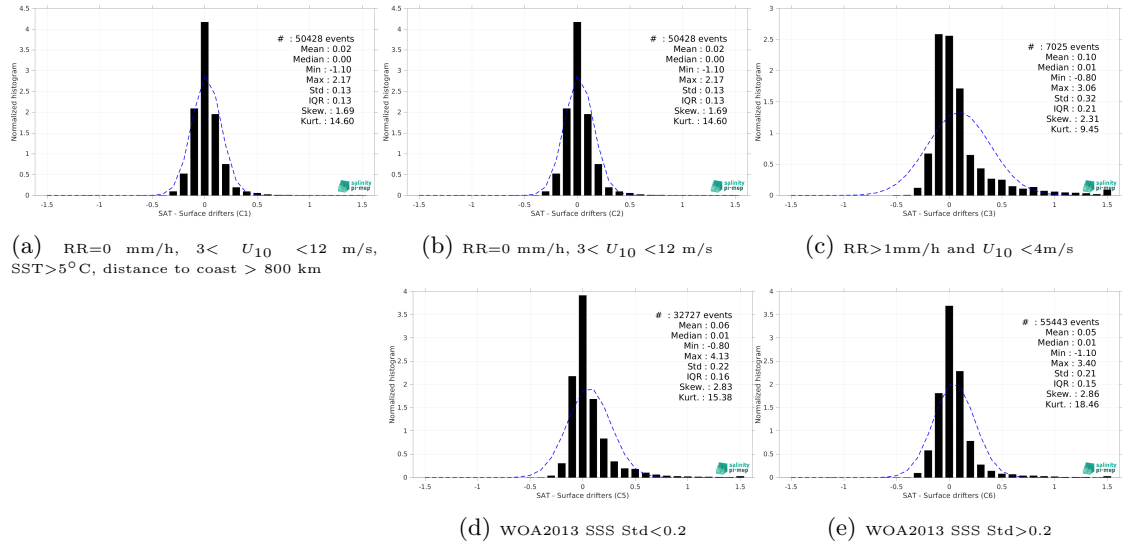 4.5
4
3.5
3
2.5
2
1.5
1
0.5
0
-1.5 -1 -0.5 0 0.5 1 1.5
Normalized histogram
SAT - Surface drifters (C1)
# : 50428 events
Mean : 0.02
Median : 0.00
Min : -1.10
Max : 2.17
Std : 0.13
IQR : 0.13
Skew. : 1.69
Kurt. : 14.60
salinity
pi-mep
(a) RR=0 mm/h, 3< U10 <12 m/s,
SST>5°C, distance to coast > 800 km
4.5
4
3.5
3
2.5
2
1.5
1
0.5
0
-1.5 -1 -0.5 0 0.5 1 1.5
Normalized histogram
SAT - Surface drifters (C2)
# : 50428 events
Mean : 0.02
Median : 0.00
Min : -1.10
Max : 2.17
Std : 0.13
IQR : 0.13
Skew. : 1.69
Kurt. : 14.60
salinity
pi-mep
(b) RR=0 mm/h, 3< U10 <12 m/s
3
2.5
2
1.5
1
0.5
0
-1.5 -1 -0.5 0 0.5 1 1.5
Normalized histogram
SAT - Surface drifters (C3)
# : 7025 events
Mean : 0.10
Median : 0.01
Min : -0.80
Max : 3.06
Std : 0.32
IQR : 0.21
Skew. : 2.31
Kurt. : 9.45
salinity
pi-mep
(c) RR>1mm/h and U10 <4m/s
4
3.5
3
2.5
2
1.5
1
0.5
0
-1.5 -1 -0.5 0 0.5 1 1.5
Normalized histogram
SAT - Surface drifters (C5)
# : 32727 events
Mean : 0.06
Median : 0.01
Min : -0.80
Max : 4.13
Std : 0.22
IQR : 0.16
Skew. : 2.83
Kurt. : 15.38
salinity
pi-mep
(d) WOA2013 SSS Std<0.2
4
3.5
3
2.5
2
1.5
1
0.5
0
-1.5 -1 -0.5 0 0.5 1 1.5
Normalized histogram
SAT - Surface drifters (C6)
# : 55443 events
Mean : 0.05
Median : 0.01
Min : -1.10
Max : 3.40
Std : 0.21
IQR : 0.15
Skew. : 2.86
Kurt. : 18.46
salinity
pi-mep
(e) WOA2013 SSS Std>0.2